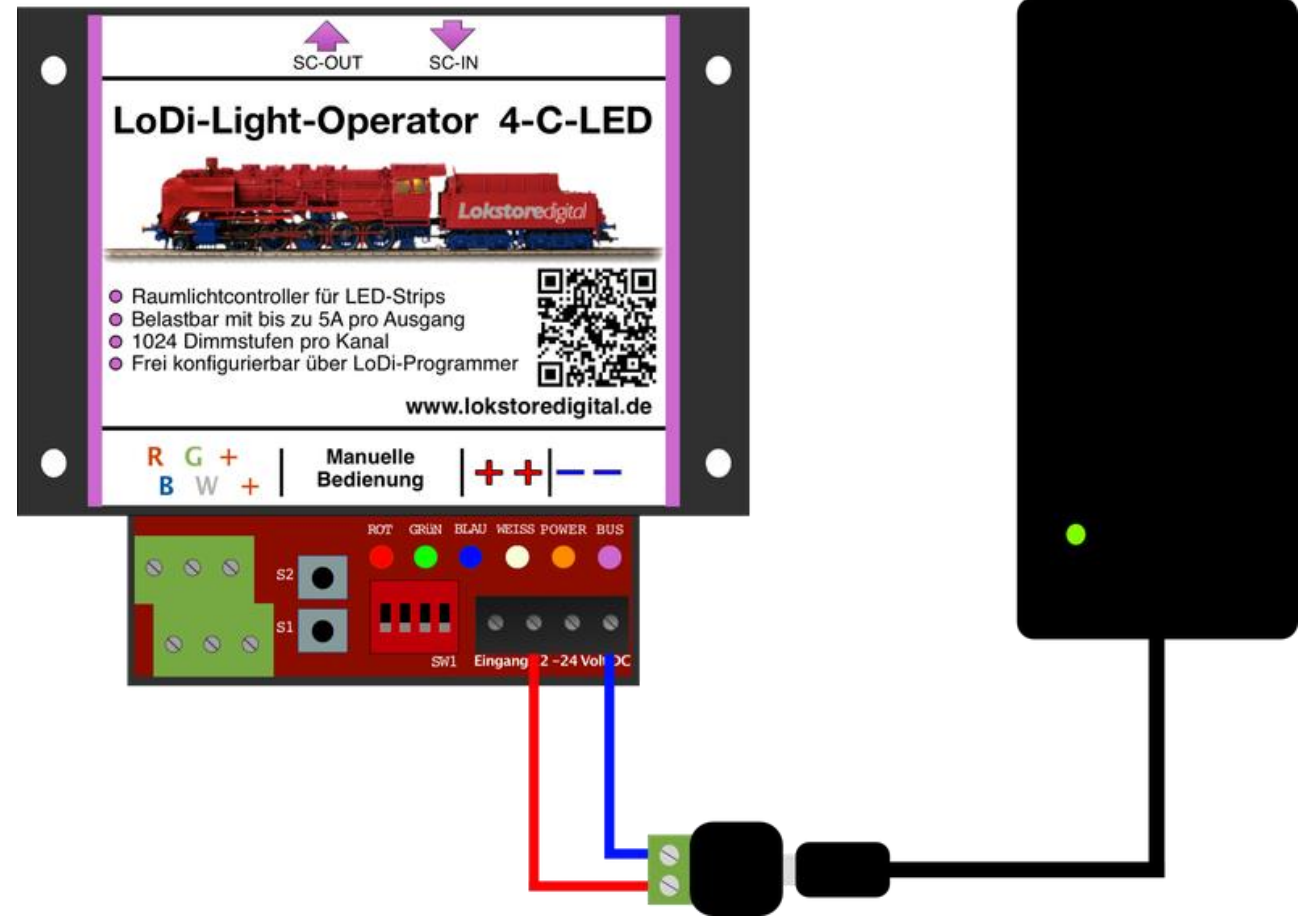 SC-OUT SC-IN
LoDi-Light-Operator 4-C-LED
Lokstoredigital
Raumlichtcontroller für LED-Strips
Belastbar mit bis zu 5A pro Ausgang
1024 Dimmstufen pro Kanal
Frei konfigurierbar über LoDi-Programmer
www.lokstoredigital.de
R G +
B W +
Manuelle
Bedienung
+ + − −
ROT GRÜN BLAU WEISS POWER BUS
S2
S1
SW1
Eingang 2 -24 Volt DC